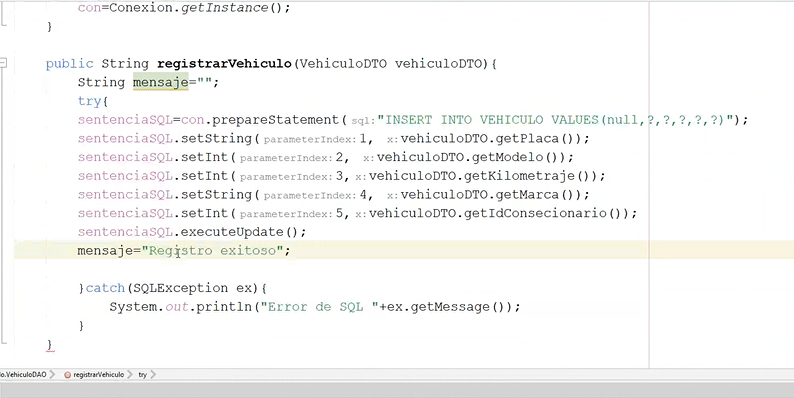 con=Conexion.getInstance();
}
public String registrarVehiculo(VehiculoDTO vehiculoDTO){
String mensaje="";
try{
sentenciaSQL=con.prepareStatement( sql: "INSERT INTO VEHICULO VALUES(null,?,?,?,?,?)");
sentenciaSQL.setString( parameterIndex: 1, x: vehiculoDTO.getPlaca());
sentenciaSQL.setInt( parameterIndex: 2, x: vehiculoDTO.getModelo());
sentenciaSQL.setInt( parameterIndex: 3, x: vehiculoDTO.getKilometraje());
sentenciaSQL.setString( parameterIndex: 4, x: vehiculoDTO.getMarca());
sentenciaSQL.setInt( parameterIndex: 5, x: vehiculoDTO.getIdConsecionario());
sentenciaSQL.executeUpdate();
mensaje="Registro exitoso";
}catch(SQLException ex){
System.out.println("Error de SQL "+ex.getMessage());
}
}
lo.VehiculoDAO registrarVehiculo try